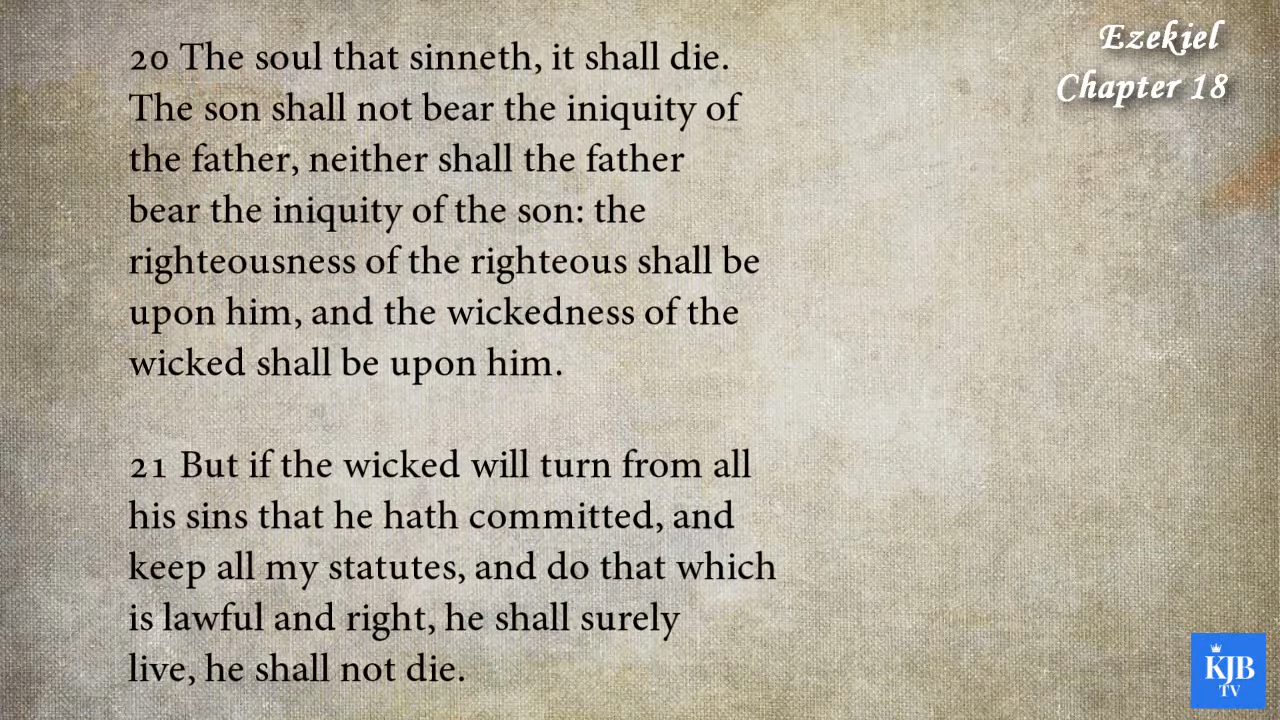 Ezekiel
Chapter 18
20 The soul that sinneth, it shall die.
The son shall not bear the iniquity of
the father, neither shall the father
bear the iniquity of the son: the
righteousness of the righteous shall be
upon him, and the wickedness of the
wicked shall be upon him.
21 But if the wicked will turn from all
his sins that he hath committed, and
keep all my statutes, and do that which
is lawful and right, he shall surely
live, he shall not die.
KJB
TV